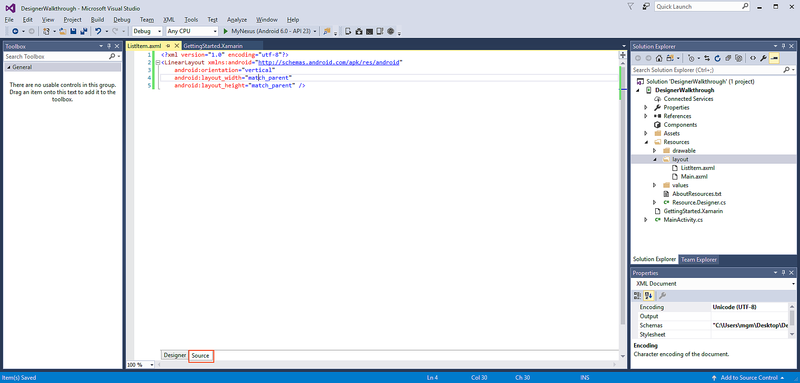 DesignerWalkthrough - Microsoft Visual Studio
Quick Launch (Ctrl+Q)
File Edit View Project Build Debug Team XML Tools Test Analyze Window Help
Sign in
Debug Any CPU MyNexus (Android 6.0 - API 23)
Toolbox
Search Toolbox
General
There are no usable controls in this group.
Drag an item onto this text to add it to the
toolbox.
ListItem.axml GettingStarted.Xamarin
1 <?xml version="1.0" encoding="utf-8"?>
2 <LinearLayout xmlns:android="http://schemas.android.com/apk/res/android"
3 android:orientation="vertical"
4 android:layout_width="match_parent"
5 android:layout_height="match_parent" />
Designer Source
100 %
Solution Explorer
Search Solution Explorer (Ctrl+;)
Solution 'DesignerWalkthrough' (1 project)
DesignerWalkthrough
Connected Services
Properties
References
Components
Assets
Resources
drawable
layout
ListItem.axml
Main.axml
values
AboutResources.txt
Resource.Designer.cs
GettingStarted.Xamarin
MainActivity.cs
Solution Explorer Team Explorer
Properties
XML Document
Encoding Unicode (UTF-8)
Output
Schemas "C:\Users\mgm\Desktop\De
Stylesheet
Encoding
Character encoding of the document.
Item(s) Saved Ln 4 Col 30 Ch 30 INS Add to Source Control